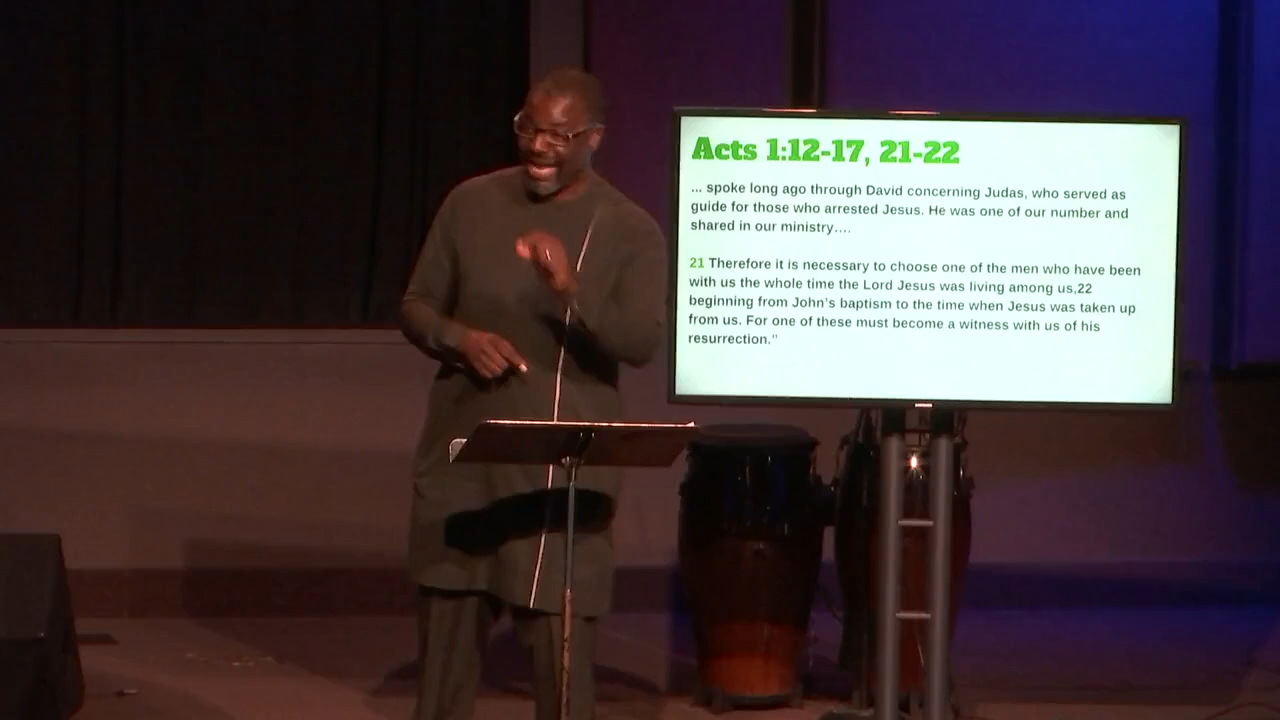 Acts 1:12-17, 21-22
... spoke long ago through David concerning Judas, who served as
guide for those who arrested Jesus. He was one of our number and
shared in our ministry….
21 Therefore it is necessary to choose one of the men who have been
with us the whole time the Lord Jesus was living among us,22
beginning from John's baptism to the time when Jesus was taken up
from us. For one of these must become a witness with us of his
resurrection."